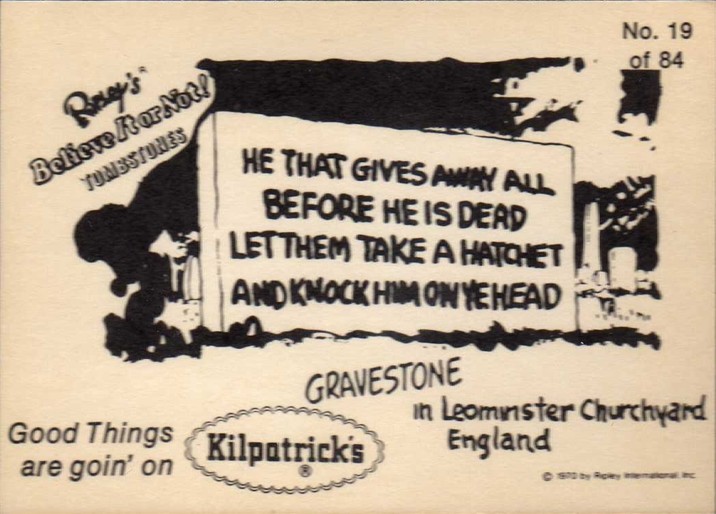 No. 19
of 84
Ripley's
Believe It or Not!
TOMBSTONES
HE THAT GIVES AWAY ALL
BEFORE HE IS DEAD
LET THEM TAKE A HATCHET
AND KNOCK HIM ON YE HEAD
GRAVESTONE
in Leominster Churchyard
England
Good Things
are goin' on
Kilpatrick's
®
© 1970 by Ripley International, Inc.